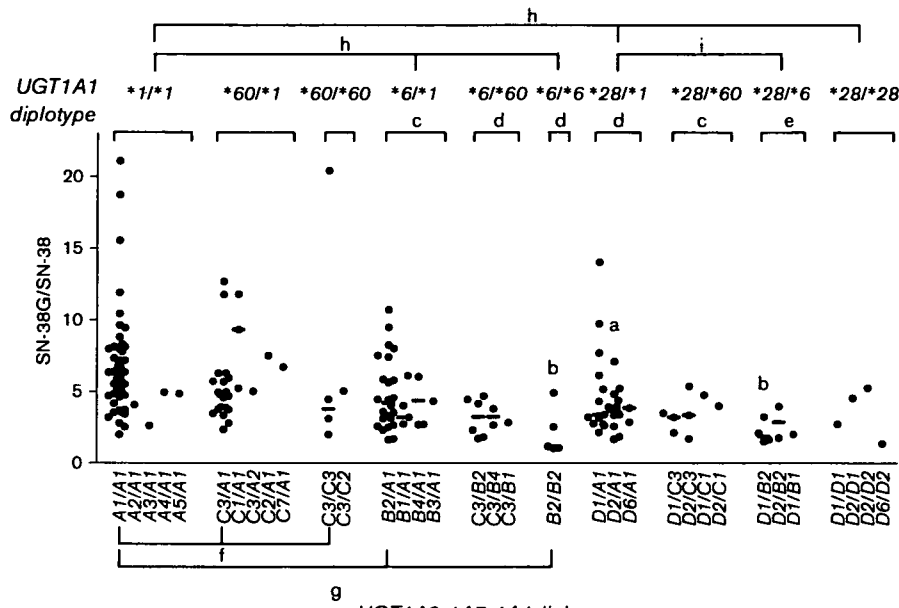 h
h i
UGT1A1 *1/*1 *60/*1 *60/*60 *6/*1 *6/*60 *6/*6 *28/*1 *28/*60 *28/*6 *28/*28
diplotype c d d d c e
SN-38G/SN-38
20
15
10
5
0
a
b
b
A1/A1
A2/A1
A3/A1
A4/A1
A5/A1
C3/A1
C1/A1
C3/A2
C2/A1
C7/A1
C3/C3
C3/C2
B2/A1
B1/A1
B4/A1
B3/A1
C3/B2
C3/B4
C3/B1
B2/B2
D1/A1
D2/A1
D6/A1
D1/C3
D2/C3
D1/C1
D2/C1
D1/B2
D2/B2
D1/B1
D1/D1
D2/D1
D2/D2
D6/D2
f
g